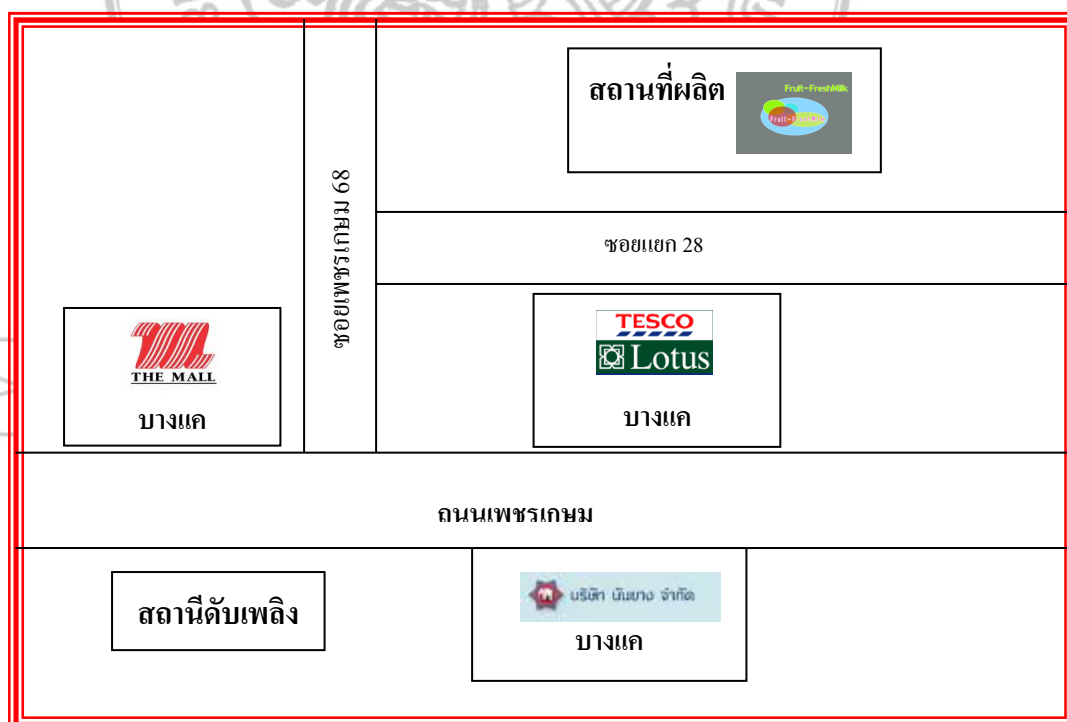 สถานที่ผลิต
Fruit-FreshMilk
ซอยเพชรเกษม 68
ซอยแยก 28
TESCO
Lotus
บางแค
THE MALL
บางแค
ถนนเพชรเกษม
สถานีดับเพลิง
บริษัท นันยาง จำกัด
บางแค